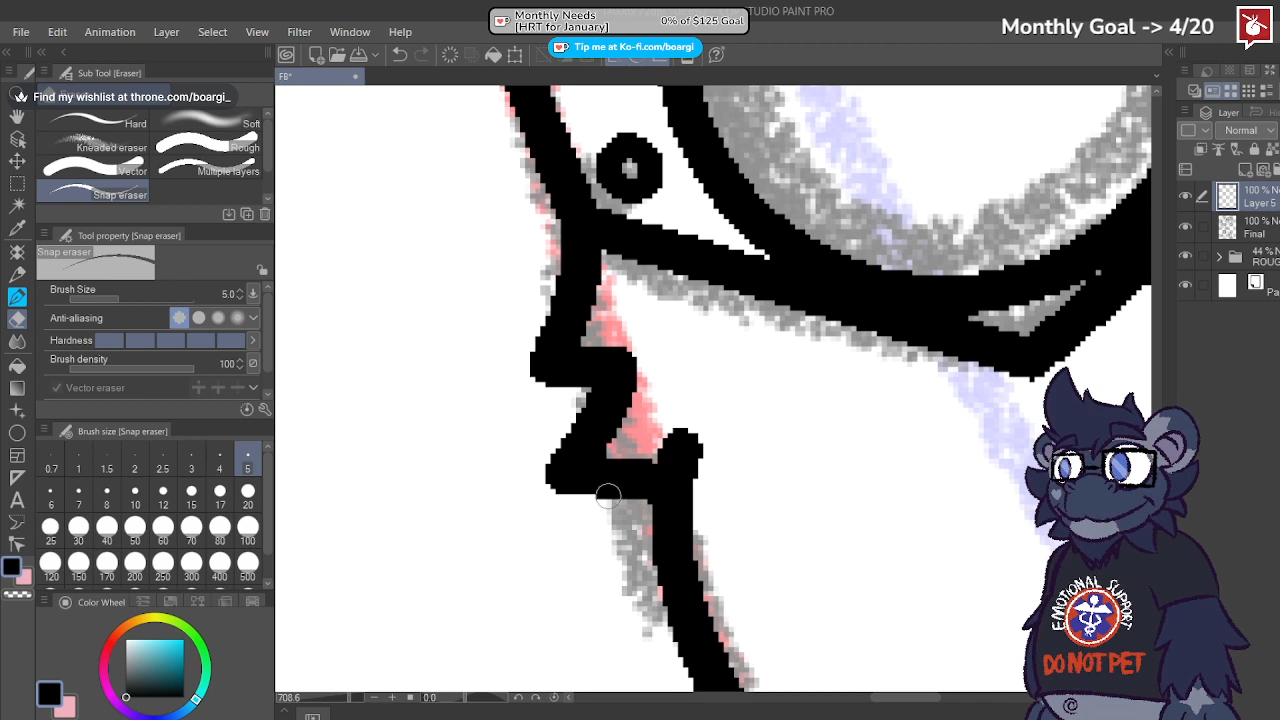 Monthly Needs
[HRT for January]
0% of $125 Goal
STUDIO PAINT PRO
Tip me at Ko-fi.com/boargi
Monthly Goal -> 4/20
File Edit Animation Layer Select View Filter Window Help
Sub Tool [Eraser]
FB*
Find my wishlist at throne.com/boargi_
Hard
Soft
Kneaded eraser
Rough
Vector
Multiple layers
Snap eraser
Tool property [Snap eraser]
Snap eraser
Brush Size 5.0
Anti-aliasing
Hardness
Brush density 100
Vector eraser
Brush size [Snap eraser]
0.7 1 1.5 2 2.5 3 4 5
6 7 8 10 12 15 17 20
25 30 40 50 60 70 80 100
120 150 170 200 250 300 400 500
Color Wheel
708.6
0.0
Layer
Hi
Normal
100 % N
Layer 5
100 % N
Final
44 % N
ROUG
Pa
EMOTIONAL SUPPORT
DO NOT PET